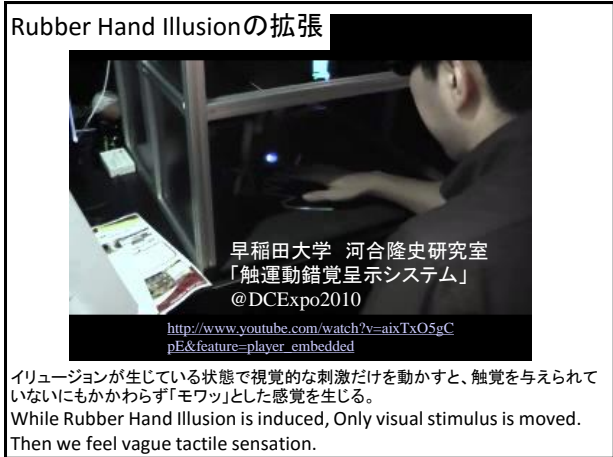 Rubber Hand Illusionの拡張
早稲田大学 河合隆史研究室
「触運動錯覚呈示システム」
@DCExpo2010
http://www.youtube.com/watch?v=aixTxO5gC
pE&feature=player_embedded
イリュージョンが生じている状態で視覚的な刺激だけを動かすと、触覚を与えられて
いないにもかかわらず「モワッ」とした感覚を生じる。
While Rubber Hand Illusion is induced, Only visual stimulus is moved.
Then we feel vague tactile sensation.